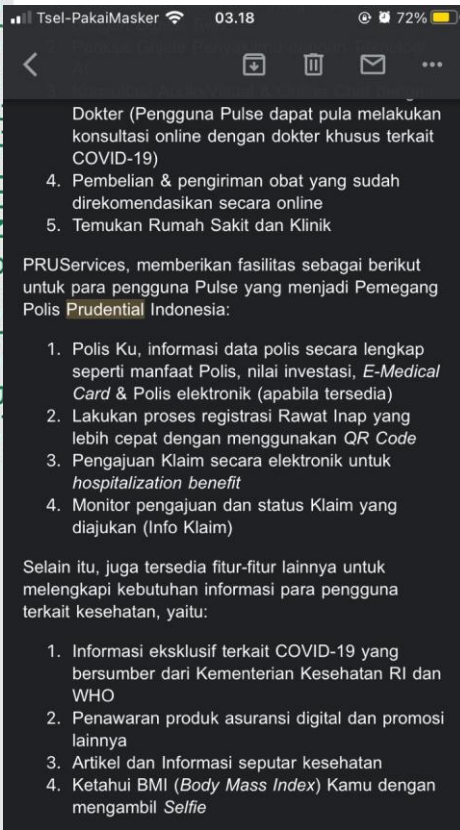 Tsel-PakaiMasker 03.18 72%
Dokter (Pengguna Pulse dapat pula melakukan
konsultasi online dengan dokter khusus terkait
COVID-19)
4. Pembelian & pengiriman obat yang sudah
direkomendasikan secara online
5. Temukan Rumah Sakit dan Klinik
PRUServices, memberikan fasilitas sebagai berikut
untuk para pengguna Pulse yang menjadi Pemegang
Polis Prudential Indonesia:
1. Polis Ku, informasi data polis secara lengkap
seperti manfaat Polis, nilai investasi, E-Medical
Card & Polis elektronik (apabila tersedia)
2. Lakukan proses registrasi Rawat Inap yang
lebih cepat dengan menggunakan QR Code
3. Pengajuan Klaim secara elektronik untuk
hospitalization benefit
4. Monitor pengajuan dan status Klaim yang
diajukan (Info Klaim)
Selain itu, juga tersedia fitur-fitur lainnya untuk
melengkapi kebutuhan informasi para pengguna
terkait kesehatan, yaitu:
1. Informasi eksklusif terkait COVID-19 yang
bersumber dari Kementerian Kesehatan RI dan
WHO
2. Penawaran produk asuransi digital dan promosi
lainnya
3. Artikel dan Informasi seputar kesehatan
4. Ketahui BMI (Body Mass Index) Kamu dengan
mengambil Selfie